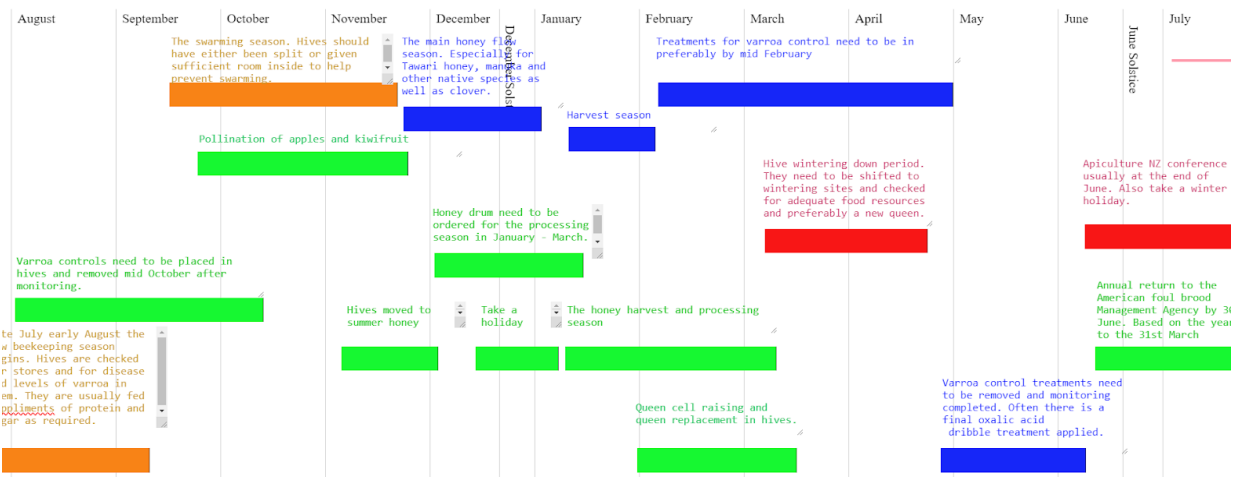 August
September
October
November
December
January
February
March
April
May
June
July
December Solst
June Solstice
The swarming season. Hives should
have either been split or given
sufficient room inside to help
prevent swarming.
The main honey flow
season. Especially for
Tawari honey, manuka and
other native species as
well as clover.
Treatments for varroa control need to be in
preferably by mid February
Harvest season
Pollination of apples and kiwifruit
Hive wintering down period.
They need to be shifted to
wintering sites and checked
for adequate food resources
and preferably a new queen.
Apiculture NZ conference
usually at the end of
June. Also take a winter
holiday.
Honey drum need to be
ordered for the processing
season in January - March.
Varroa controls need to be placed in
hives and removed mid October after
monitoring.
Hives moved to
summer honey
Take a
holiday
The honey harvest and processing
season
Annual return to the
American foul brood
Management Agency by 30
June. Based on the year
to the 31st March
te July early August the
w beekeeping season
gins. Hives are checked
r stores and for disease
d levels of varroa in
em. They are usually fed
ppliments of protein and
gar as required.
Queen cell raising and
queen replacement in hives.
Varroa control treatments need
to be removed and monitoring
completed. Often there is a
final oxalic acid
dribble treatment applied.